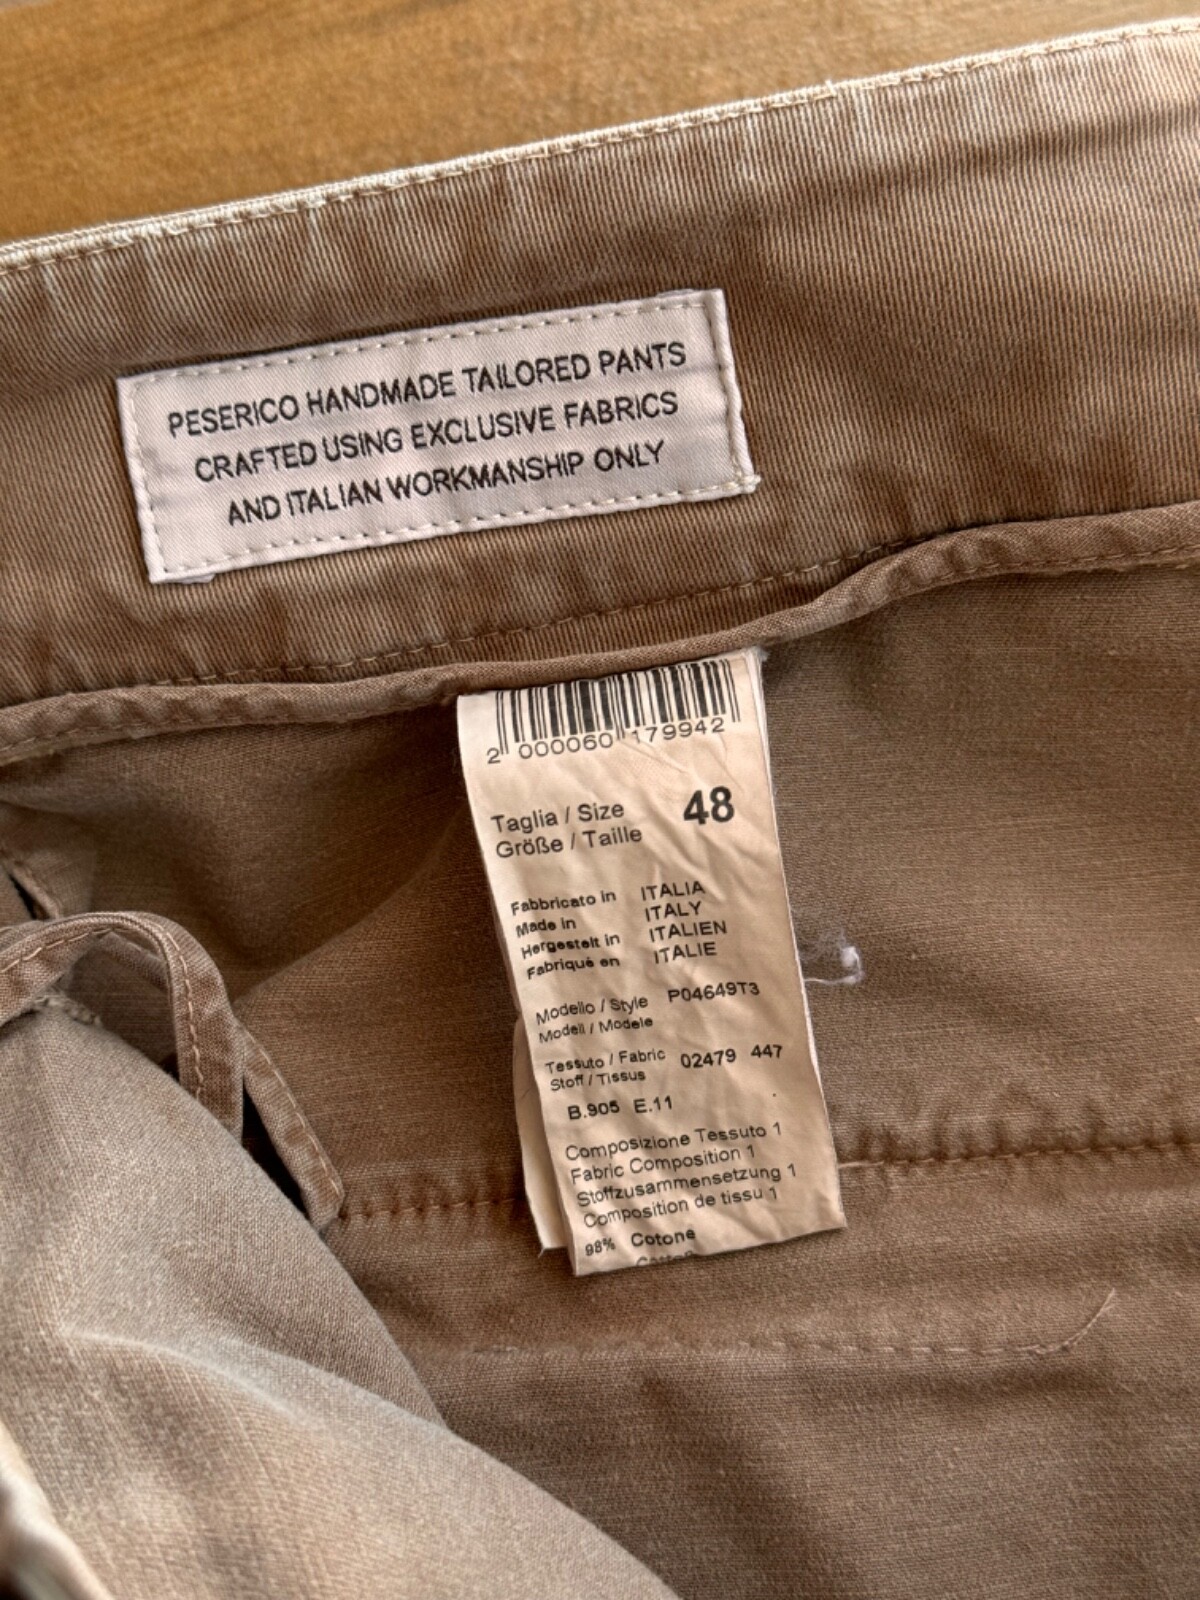 PESERICO HANDMADE TAILORED PANTS
CRAFTED USING EXCLUSIVE FABRICS
AND ITALIAN WORKMANSHIP ONLY
2 000060 179942
Taglia / Size 48
Größe / Taille
Fabbricato in ITALIA
Made in ITALY
Hergestelt in ITALIEN
Fabriqué en ITALIE
Modello / Style P04649T3
Modell / Modele
Tessuto / Fabric 02479 447
Stoff / Tissus
B.905 E.11
Composizione Tessuto 1
Fabric Composition 1
Stoffzusammensetzung 1
Composition de tissu 1
98% Cotone